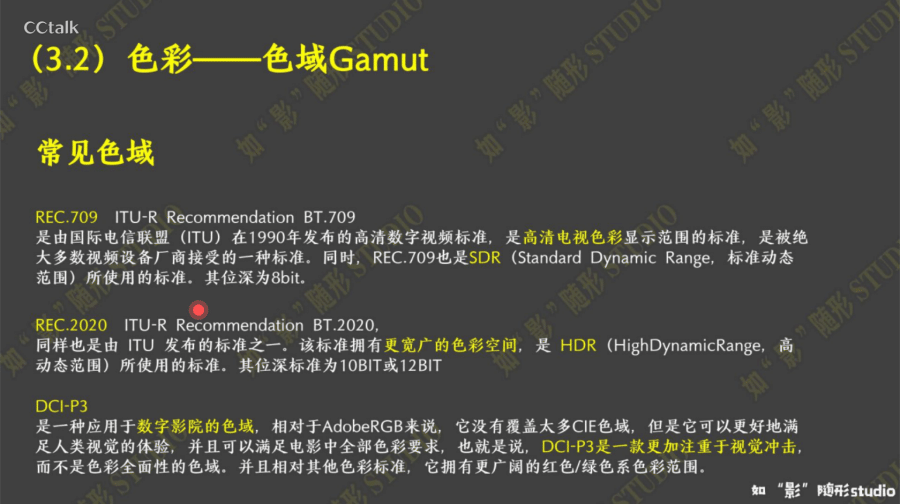 CCtalk
（3.2）色彩——色域Gamut
常见色域
REC.709 ITU-R Recommendation BT.709
是由国际电信联盟（ITU）在1990年发布的高清数字视频标准，是高清电视色彩显示范围的标准，是被绝
大多数视频设备厂商接受的一种标准。同时，REC.709也是SDR（Standard Dynamic Range，标准动态
范围）所使用的标准。其位深为8bit。
REC.2020 ITU-R Recommendation BT.2020,
同样也是由 ITU 发布的标准之一。该标准拥有更宽广的色彩空间，是 HDR（HighDynamicRange，高
动态范围）所使用的标准。其位深标准为10BIT或12BIT
DCI-P3
是一种应用于数字影院的色域，相对于AdobeRGB来说，它没有覆盖太多CIE色域，但是它可以更好地满
足人类视觉的体验，并且可以满足电影中全部色彩要求，也就是说，DCI-P3是一款更加注重于视觉冲击，
而不是色彩全面性的色域。并且相对其他色彩标准，它拥有更广阔的红色/绿色系色彩范围。
如“影”随形studio
如“影”随形 STUDIO